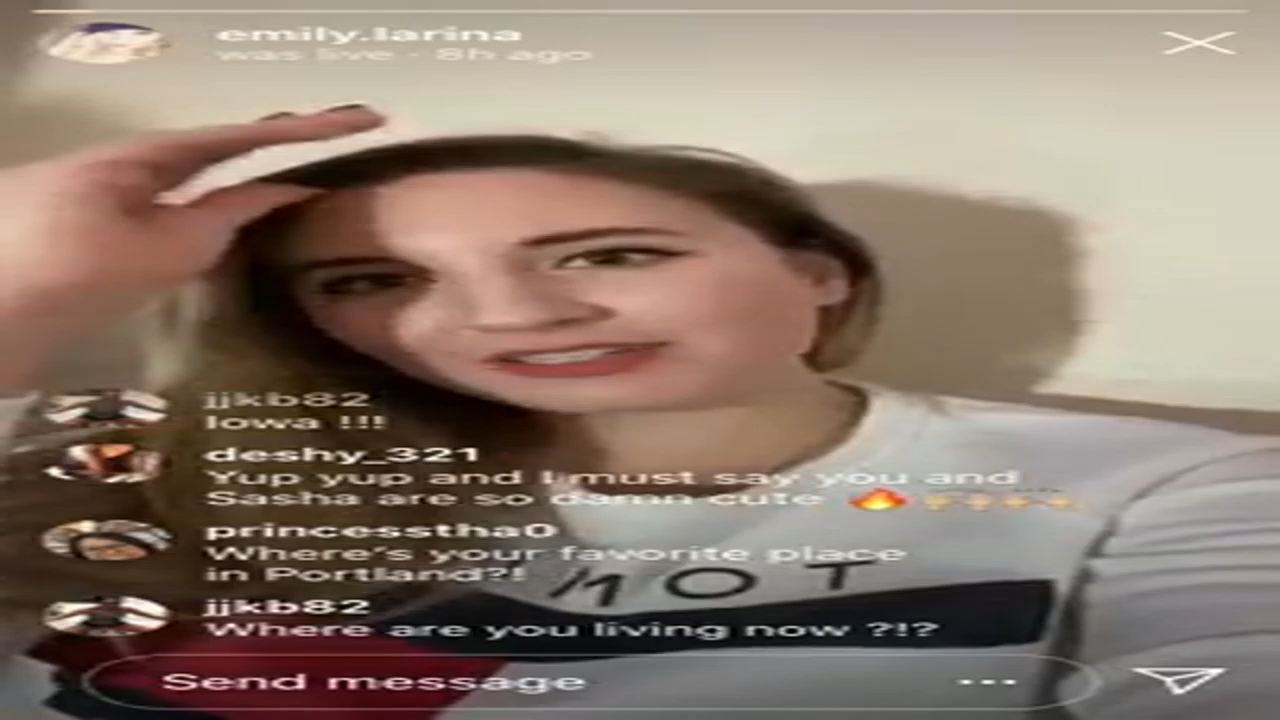 emily.larina
was live · 8h ago
jjkb82
Iowa !!!
deshy_321
Yup yup and I must say you and
Sasha are so damn cute 🔥
princesstha0
Where's your favorite place
in Portland?!
NOT
jjkb82
Where are you living now ?!?
Send message